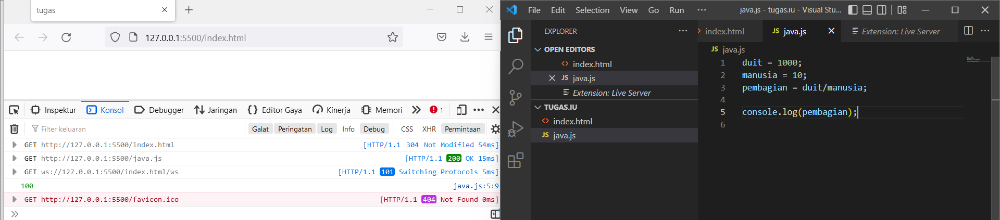 tugas
127.0.0.1:5500/index.html
Inspektur Konsol Debugger Jaringan Editor Gaya Kinerja Memori 1
Filter keluaran Galat Peringatan Log Info Debug CSS XHR Permintaan
GET http://127.0.0.1:5500/index.html [HTTP/1.1 304 Not Modified 54ms]
GET http://127.0.0.1:5500/java.js [HTTP/1.1 200 OK 15ms]
GET ws://127.0.0.1:5500/index.html/ws [HTTP/1.1 101 Switching Protocols 5ms]
100 java.js:5:9
GET http://127.0.0.1:5500/favicon.ico [HTTP/1.1 404 Not Found 0ms]
File Edit Selection View Go Run ··· java.js - tugas.iu - Visual Stu...
EXPLORER
OPEN EDITORS
index.html
JS java.js
Extension: Live Server
TUGAS.IU
index.html
JS java.js
index.html JS java.js Extension: Live Server
JS java.js
1 duit = 1000;
2 manusia = 10;
3 pembagian = duit/manusia;
4
5 console.log(pembagian);
6